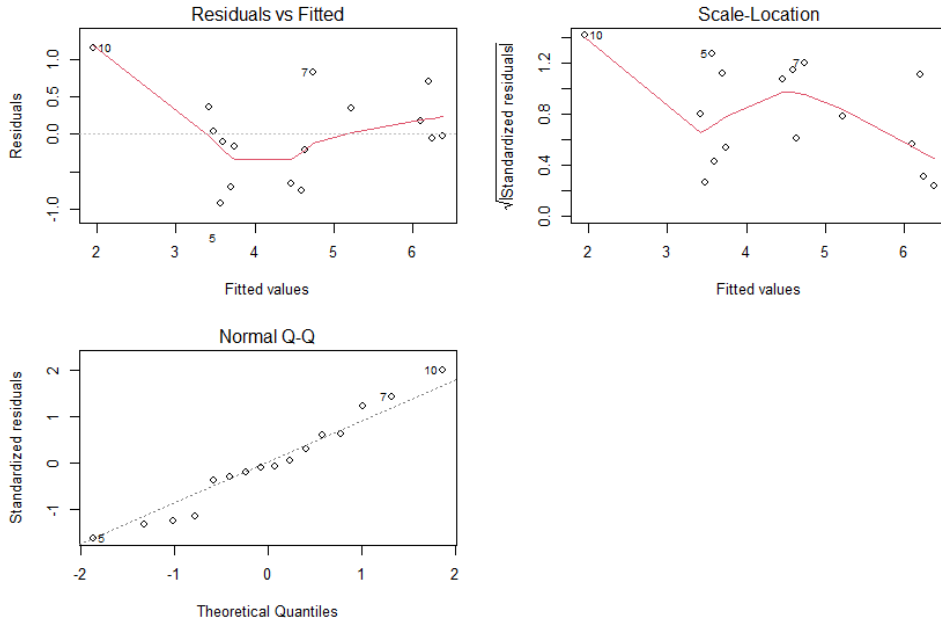 Residuals vs Fitted
Residuals
1.0
0.5
0.0
-1.0
10
7
5
2 3 4 5 6
Fitted values
Scale-Location
√|Standardized residuals|
1.2
0.8
0.4
0.0
10
5
7
2 3 4 5 6
Fitted values
Normal Q-Q
Standardized residuals
2
1
0
-1
10
7
5
-2 -1 0 1 2
Theoretical Quantiles